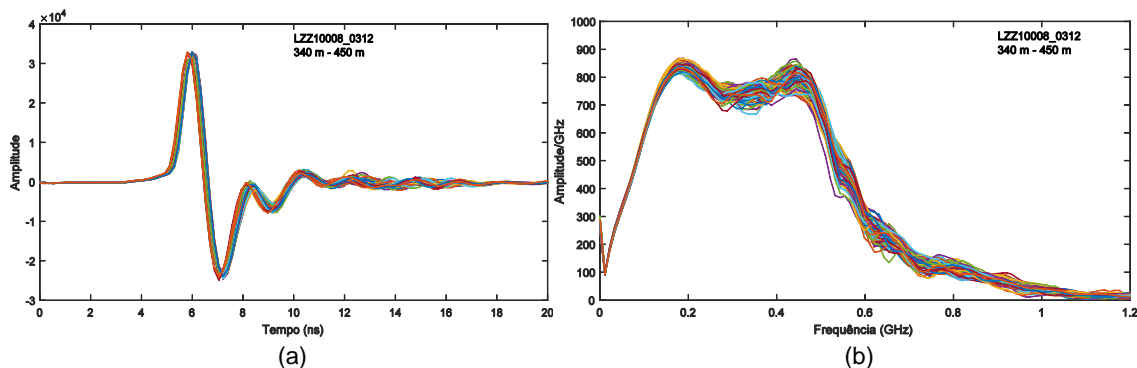 ×10⁴
4
3
2
1
0
-1
-2
-3
Amplitude
LZZ10008_0312
340 m - 450 m
0 2 4 6 8 10 12 14 16 18 20
Tempo (ns)
(a)
1000
900
800
700
600
500
400
300
200
100
0
Amplitude/GHz
LZZ10008_0312
340 m - 450 m
0 0.2 0.4 0.6 0.8 1 1.2
Frequência (GHz)
(b)